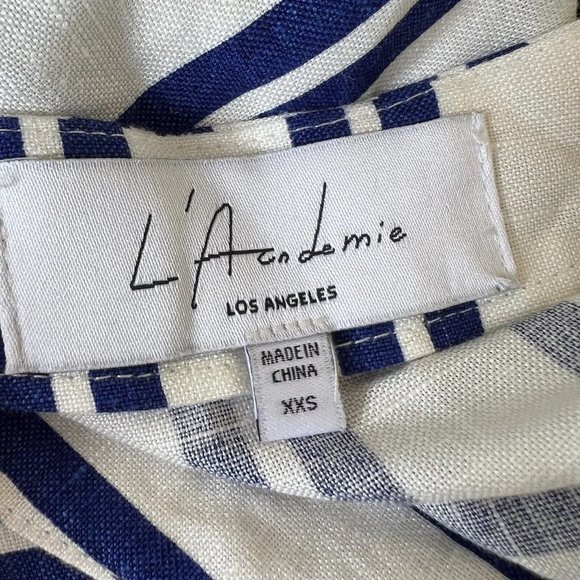 L'Academie
LOS ANGELES
MADE IN
CHINA
XXS